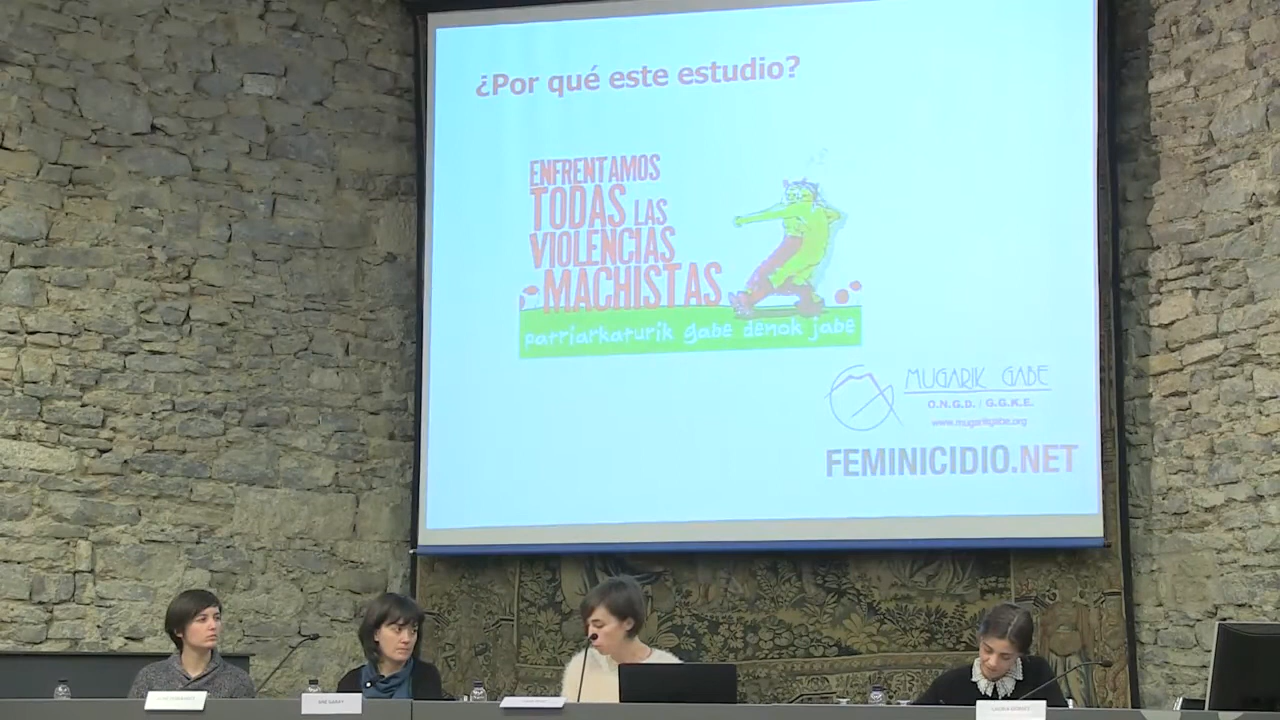 ¿Por qué este estudio?
ENFRENTAMOS
TODAS LAS
VIOLENCIAS
MACHISTAS
patriarkaturik gabe denok jabe
MUGARIK GABE
O.N.G.D. / G.G.K.E.
www.mugarikgabe.org
FEMINICIDIO.NET